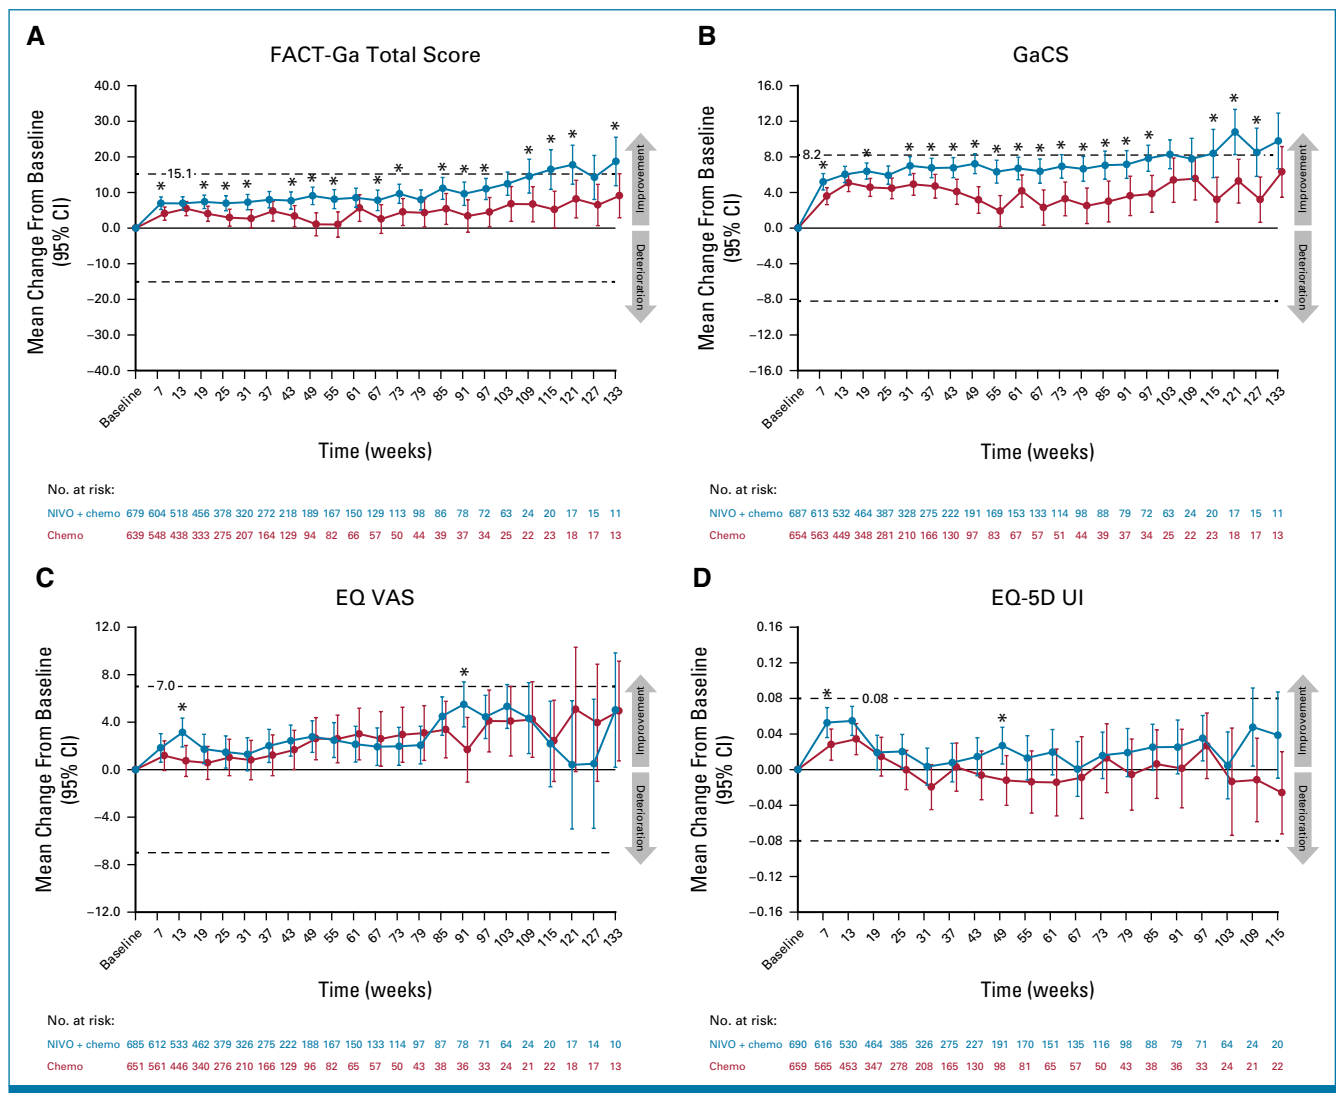 A
FACT-Ga Total Score
Mean Change From Baseline
(95% CI)
40.0
30.0
20.0
10.0
0.0
−10.0
−20.0
−30.0
−40.0
15.1
* * * * * * * * * * * * * * * * *
Improvement
Deterioration
Baseline 7 13 19 25 31 37 43 49 55 61 67 73 79 85 91 97 103 109 115 121 127 133
Time (weeks)
No. at risk:
NIVO + chemo 679 604 518 456 378 320 272 218 189 167 150 129 113 98 86 78 72 63 24 20 17 15 11
Chemo 639 548 438 333 275 207 164 129 94 82 66 57 50 44 39 37 34 25 22 23 18 17 13
B
GaCS
Mean Change From Baseline
(95% CI)
16.0
12.0
8.0
4.0
0.0
−4.0
−8.0
−12.0
−16.0
8.2
* * * * * * * * * * * * * * * * *
Improvement
Deterioration
Baseline 7 13 19 25 31 37 43 49 55 61 67 73 79 85 91 97 103 109 115 121 127 133
Time (weeks)
No. at risk:
NIVO + chemo 687 613 532 464 387 328 275 222 191 169 153 133 114 98 88 79 72 63 24 20 17 15 11
Chemo 654 563 449 348 281 210 166 130 97 83 67 57 51 44 39 37 34 25 22 23 18 17 13
C
EQ VAS
Mean Change From Baseline
(95% CI)
12.0
8.0
4.0
0.0
−4.0
−8.0
−12.0
7.0
* *
Improvement
Deterioration
Baseline 7 13 19 25 31 37 43 49 55 61 67 73 79 85 91 97 103 109 115 121 127 133
Time (weeks)
No. at risk:
NIVO + chemo 685 612 533 462 379 326 275 222 188 167 150 133 114 97 87 78 71 64 24 20 17 14 10
Chemo 651 561 446 340 276 210 166 129 96 82 65 57 50 43 38 36 33 24 21 22 18 17 13
D
EQ-5D UI
Mean Change From Baseline
(95% CI)
0.16
0.12
0.08
0.04
0.00
−0.04
−0.08
−0.12
−0.16
0.08
* *
Improvement
Deterioration
Baseline 7 13 19 25 31 37 43 49 55 61 67 73 79 85 91 97 103 109 115
Time (weeks)
No. at risk:
NIVO + chemo 690 616 530 464 385 326 275 227 191 170 151 135 116 98 88 79 71 64 24 20
Chemo 659 565 453 347 278 208 165 130 98 81 65 57 50 43 38 36 33 24 21 22